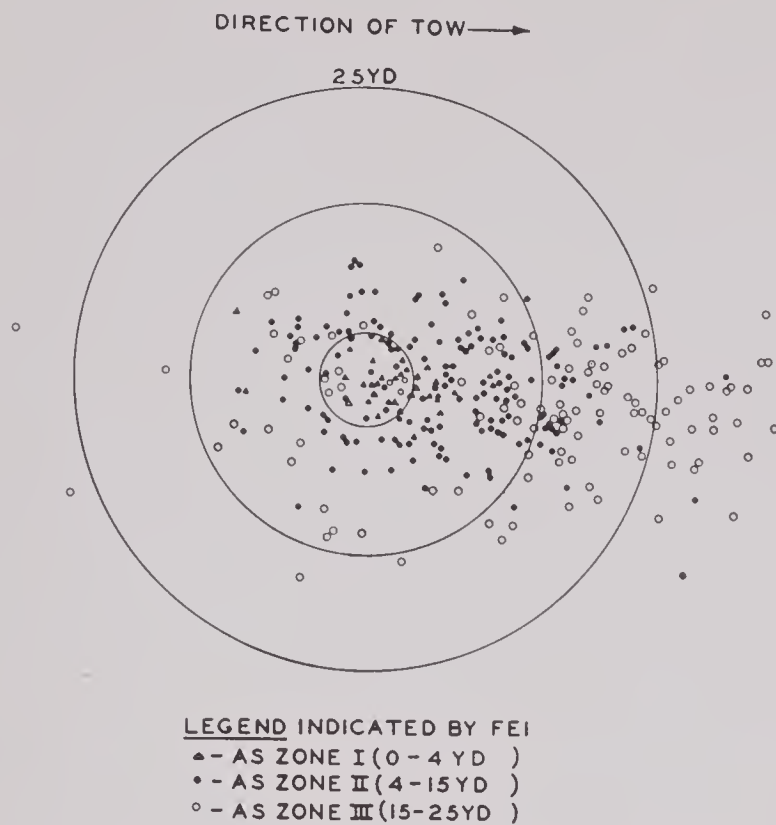 DIRECTION OF TOW
25YD
LEGEND INDICATED BY FEI
- AS ZONE I (0-4 YD )
- AS ZONE II (4-15YD )
- AS ZONE III (15-25YD )